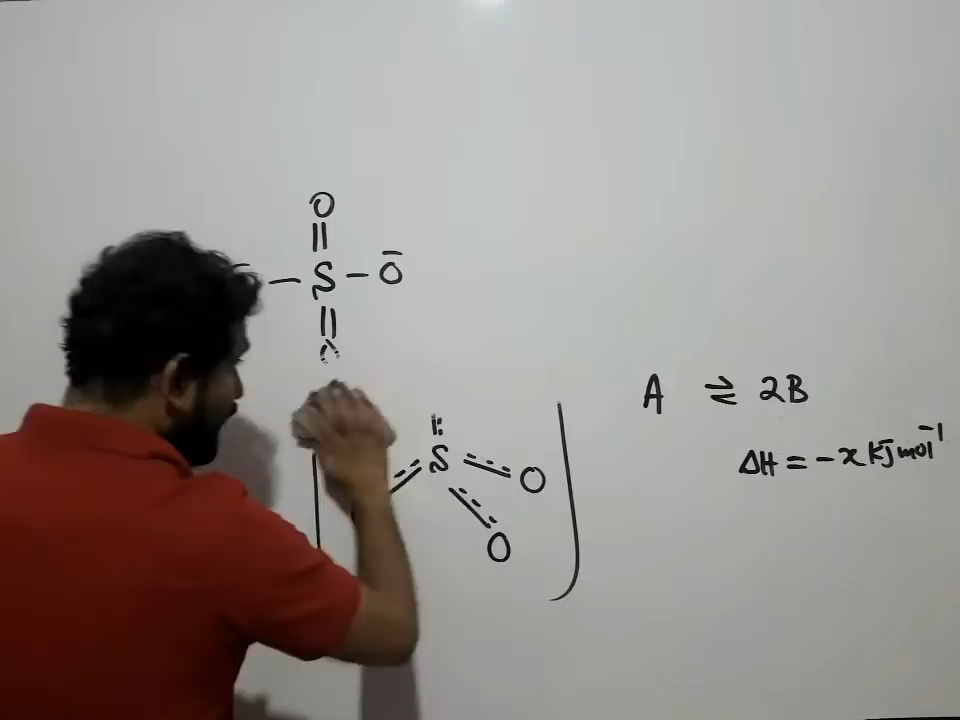 O
||
– S – O̅
||
S
O
O
A ⇌ 2B
ΔH = -x kJ mol⁻¹